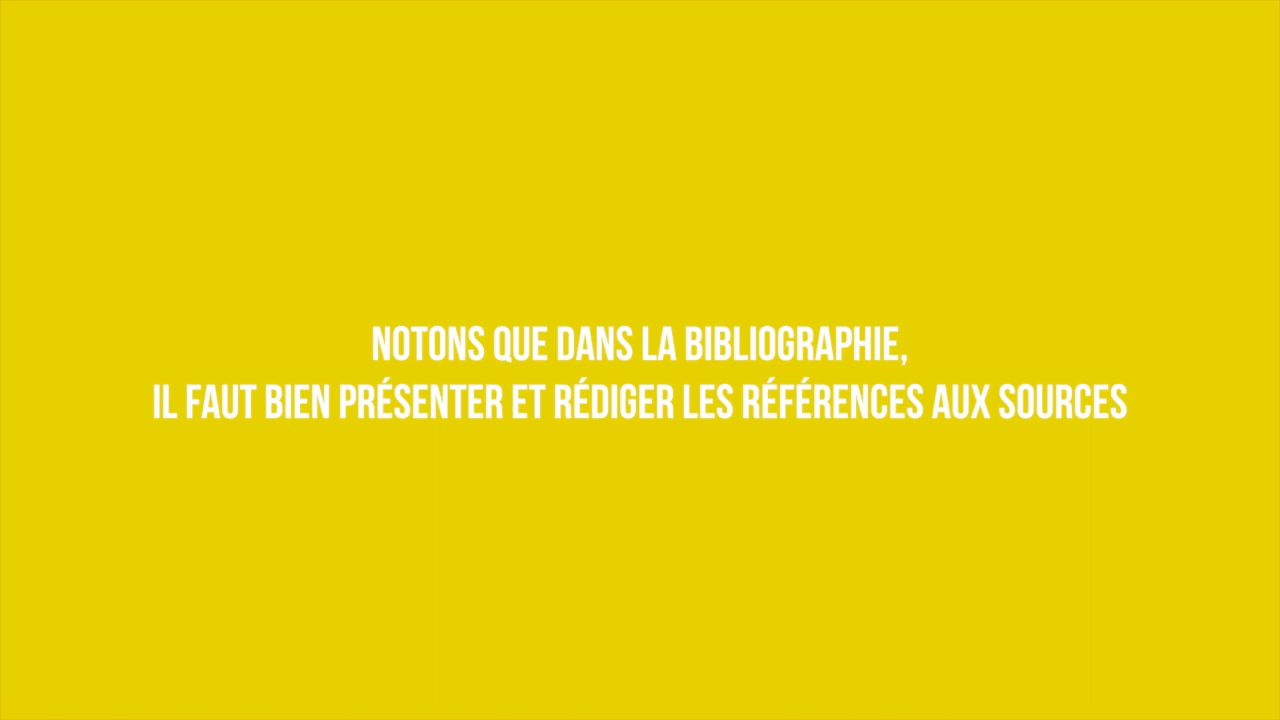 NOTONS QUE DANS LA BIBLIOGRAPHIE,
IL FAUT BIEN PRÉSENTER ET RÉDIGER LES RÉFÉRENCES AUX SOURCES